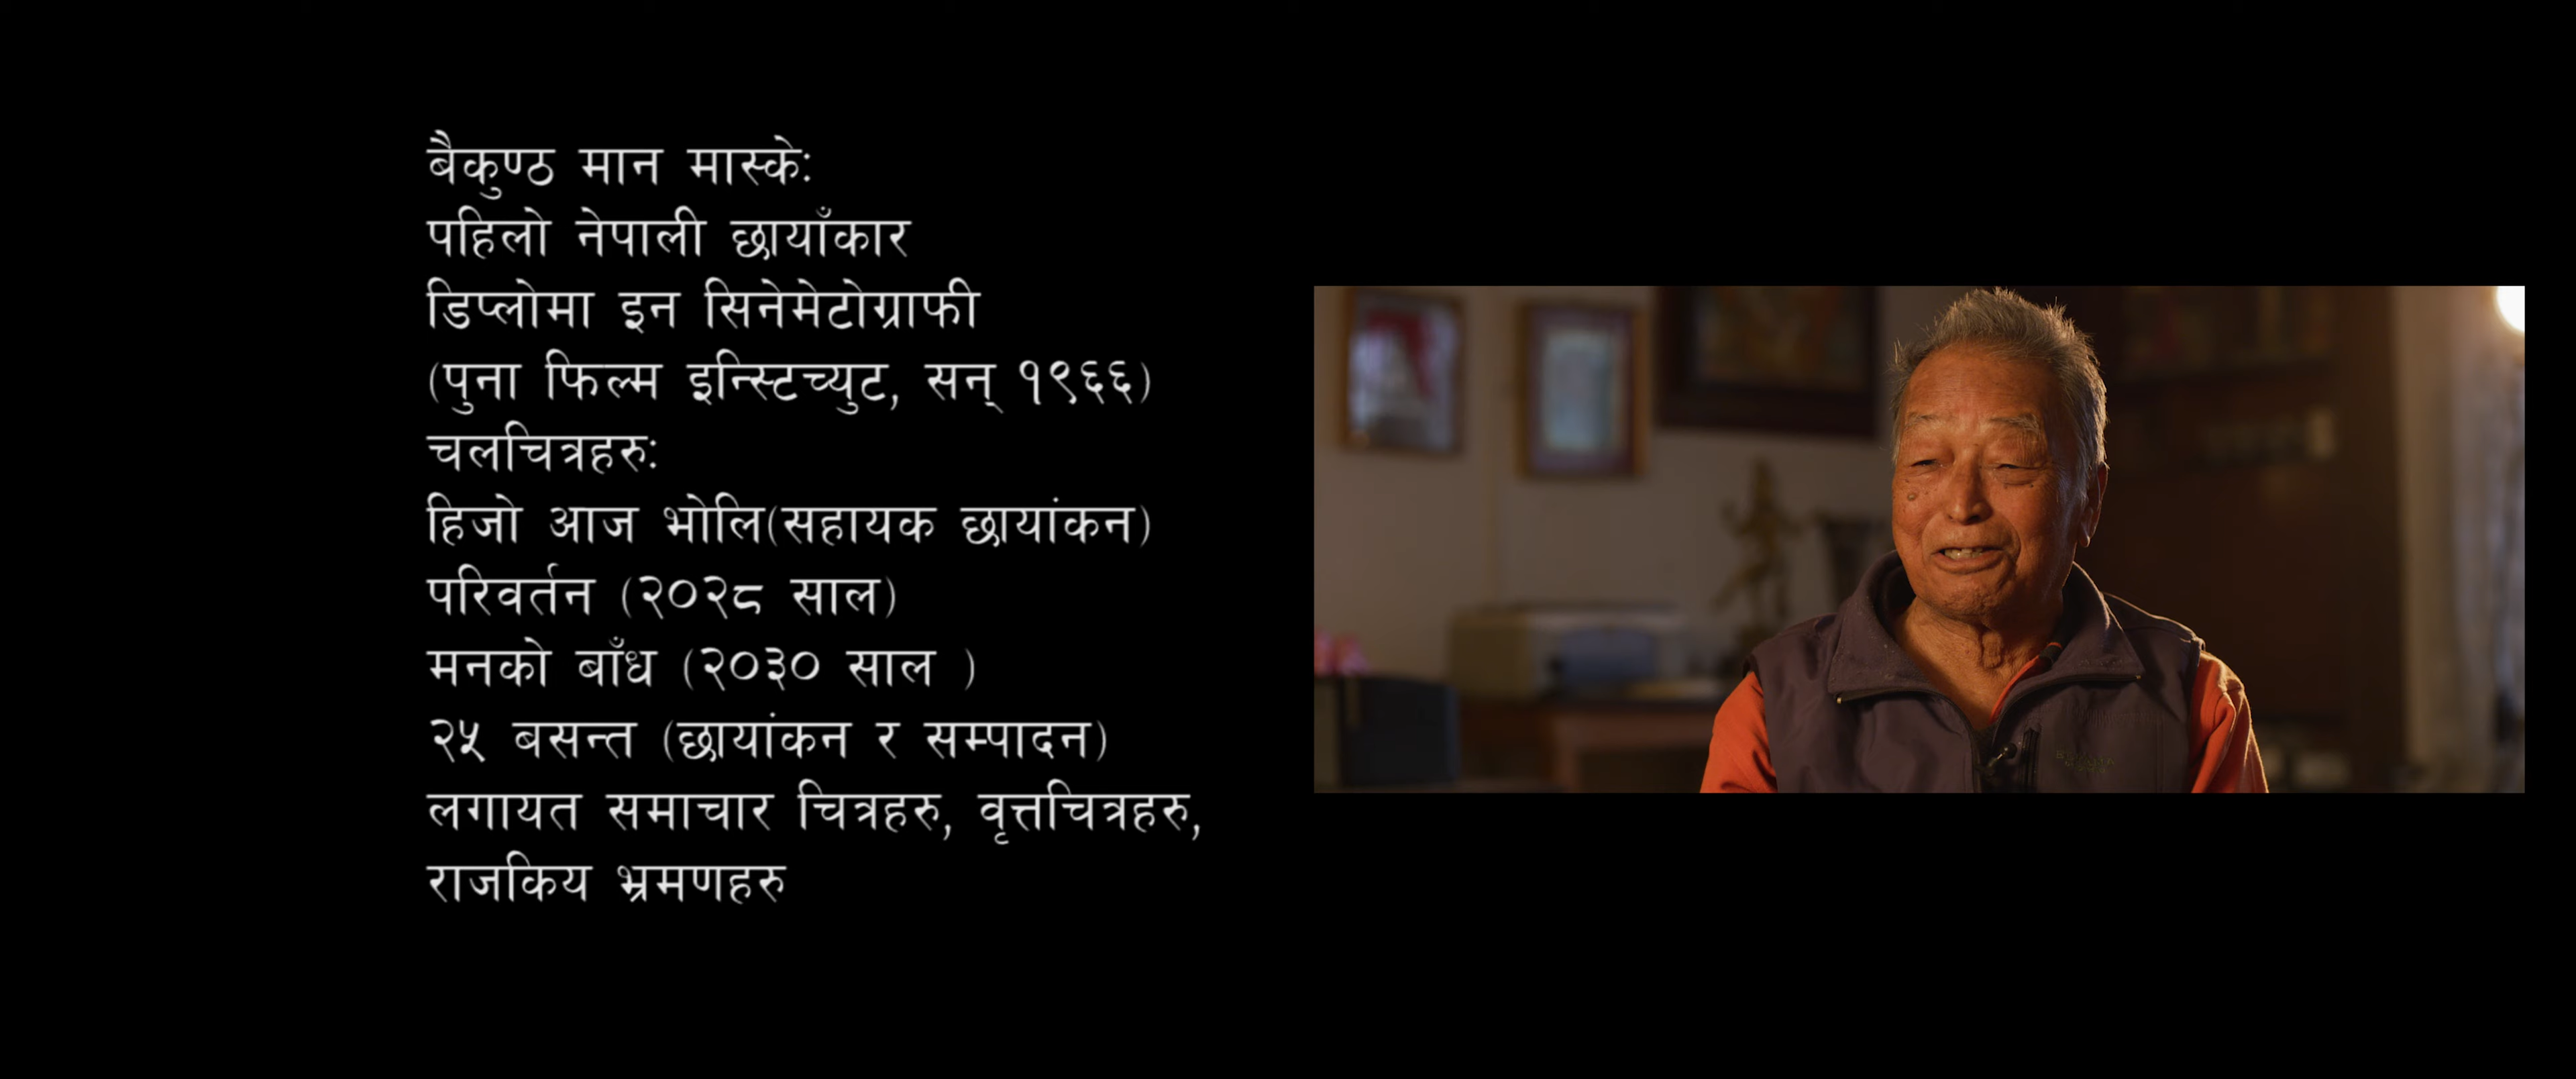 बैकुण्ठ मान मास्केः
पहिलो नेपाली छायाँकार
डिप्लोमा इन सिनेमेटोग्राफी
(पुना फिल्म इन्स्टिच्युट, सन् १९६६)
चलचित्रहरुः
हिजो आज भोलि(सहायक छायांकन)
परिवर्तन (२०२८ साल)
मनको बाँध (२०३० साल )
२५ बसन्त (छायांकन र सम्पादन)
लगायत समाचार चित्रहरु, वृत्तचित्रहरु,
राजकिय भ्रमणहरु